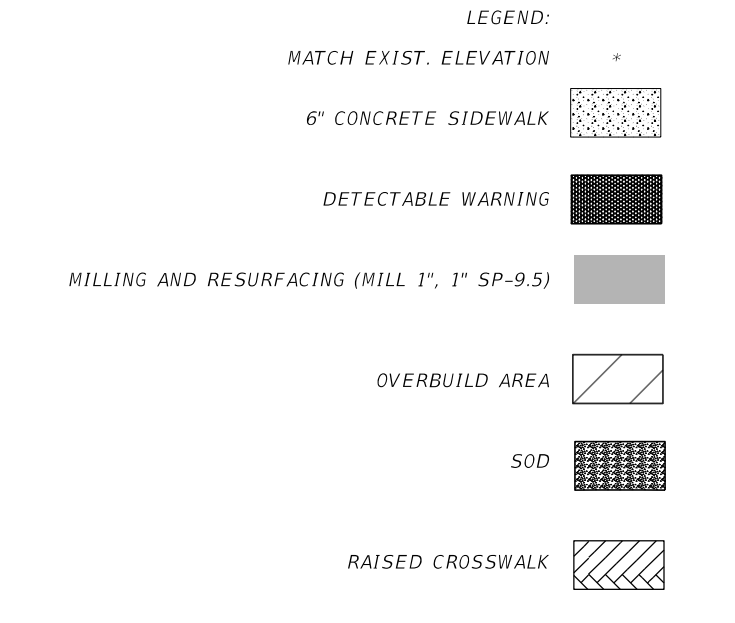 LEGEND:
MATCH EXIST. ELEVATION *
6" CONCRETE SIDEWALK
DETECTABLE WARNING
MILLING AND RESURFACING (MILL 1", 1" SP-9.5)
OVERBUILD AREA
SOD
RAISED CROSSWALK